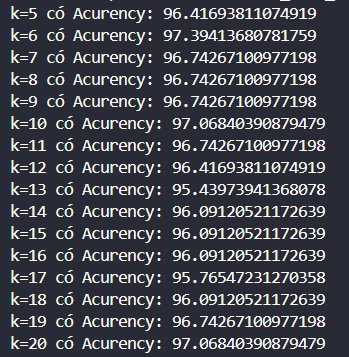 k=5 có Acurency: 96.41693811074919
k=6 có Acurency: 97.39413680781759
k=7 có Acurency: 96.74267100977198
k=8 có Acurency: 96.74267100977198
k=9 có Acurency: 96.74267100977198
k=10 có Acurency: 97.06840390879479
k=11 có Acurency: 96.74267100977198
k=12 có Acurency: 96.41693811074919
k=13 có Acurency: 95.43973941368078
k=14 có Acurency: 96.09120521172639
k=15 có Acurency: 96.09120521172639
k=16 có Acurency: 96.09120521172639
k=17 có Acurency: 95.76547231270358
k=18 có Acurency: 96.09120521172639
k=19 có Acurency: 96.74267100977198
k=20 có Acurency: 97.06840390879479